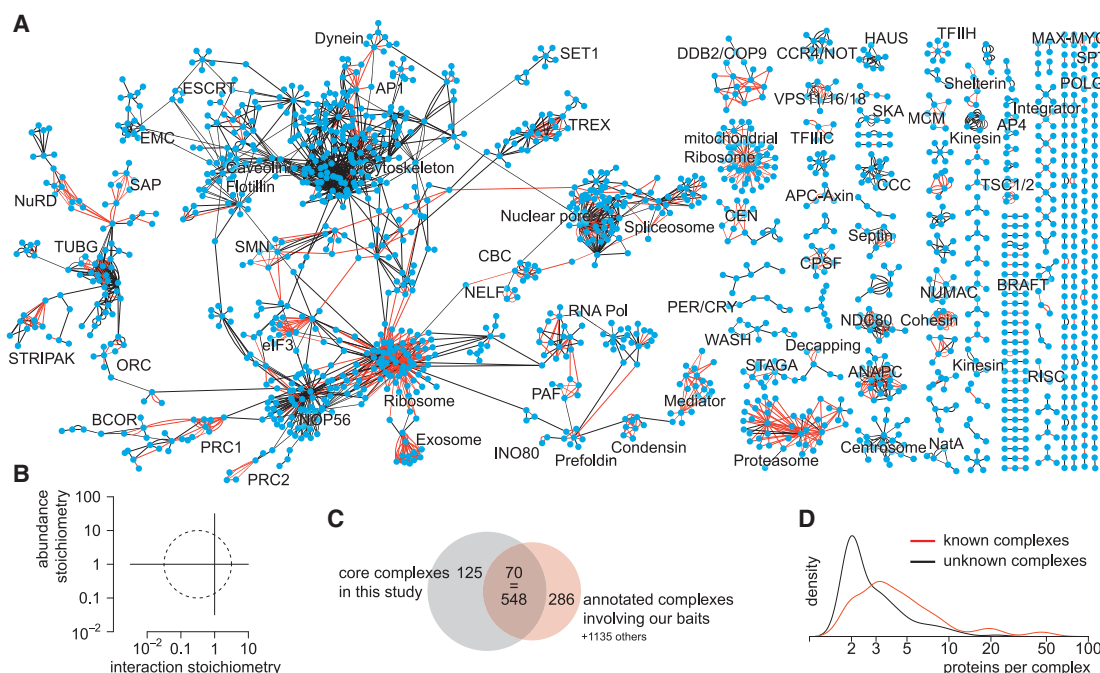 A
Dynein
SET1
DDB2/COP9
CCR4/NOT
HAUS
TFIIH
MAX-MYC
SPT
ESCRT
AP1
VPS11/16/18
Shelterin
POLG
EMC
TREX
SKA
MCM
Integrator
AP4
mitochondrial
Ribosome
TFIIIC
Kinesin
Caveolin
Flotillin
Cytoskeleton
SAP
NuRD
CCC
TSC1/2
APC-Axin
Nuclear pore
Spliceosome
CEN
TUBG
SMN
Septin
CBC
CPSF
NELF
BRAFT
NUMAC
PER/CRY
RNA Pol
NDC80
Cohesin
eIF3
WASH
Decapping
STRIPAK
ORC
STAGA
ANAPC
Kinesin
RISC
Ribosome
PAF
Mediator
BCOR
NOP56
PRC1
Exosome
INO80
Prefoldin
Condensin
Proteasome
Centrosome
NatA
PRC2
B
abundance
stoichiometry
100
10
1
0.1
10−2
10−2
0.1
1
10
interaction stoichiometry
C
core complexes
in this study
125
70
=
548
286
annotated complexes
involving our baits
+1135 others
D
known complexes
unknown complexes
density
2
3
5
10
20
50
100
proteins per complex